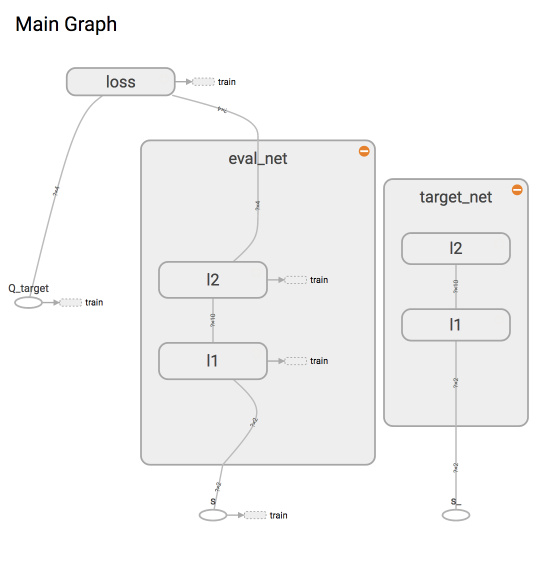 Main Graph
loss
train
?×4
?×4
eval_net
target_net
?×4
l2
l2
train
?×10
Q_target
train
?×10
l1
l1
train
?×2
?×2
?×2
?×2
s
s_
train